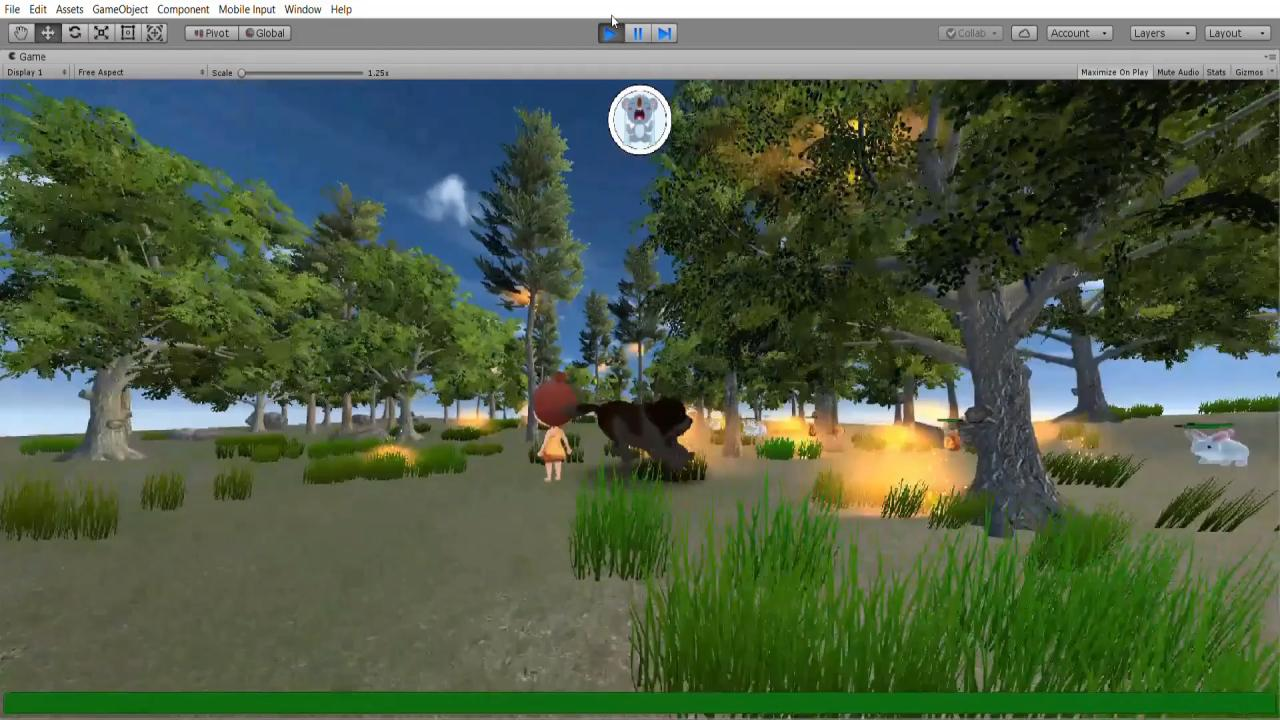 File Edit Assets GameObject Component Mobile Input Window Help
Pivot Global Collab Account Layers Layout
Game
Display 1 Free Aspect Scale 1.25x Maximize On Play Mute Audio Stats Gizmos